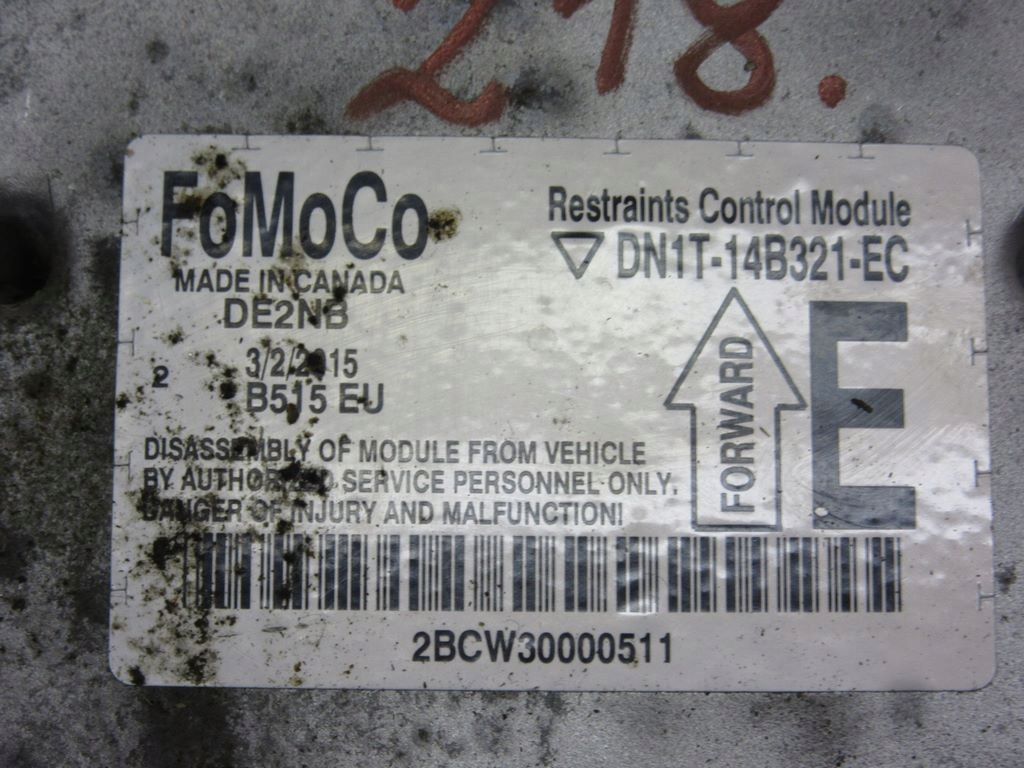 218.
FoMoCo
MADE IN CANADA
DE2NB
2
3/2/2015
B515 EU
Restraints Control Module
DN1T-14B321-EC
FORWARD
E
DISASSEMBLY OF MODULE FROM VEHICLE
BY AUTHORIZED SERVICE PERSONNEL ONLY.
DANGER OF INJURY AND MALFUNCTION!
2BCW30000511